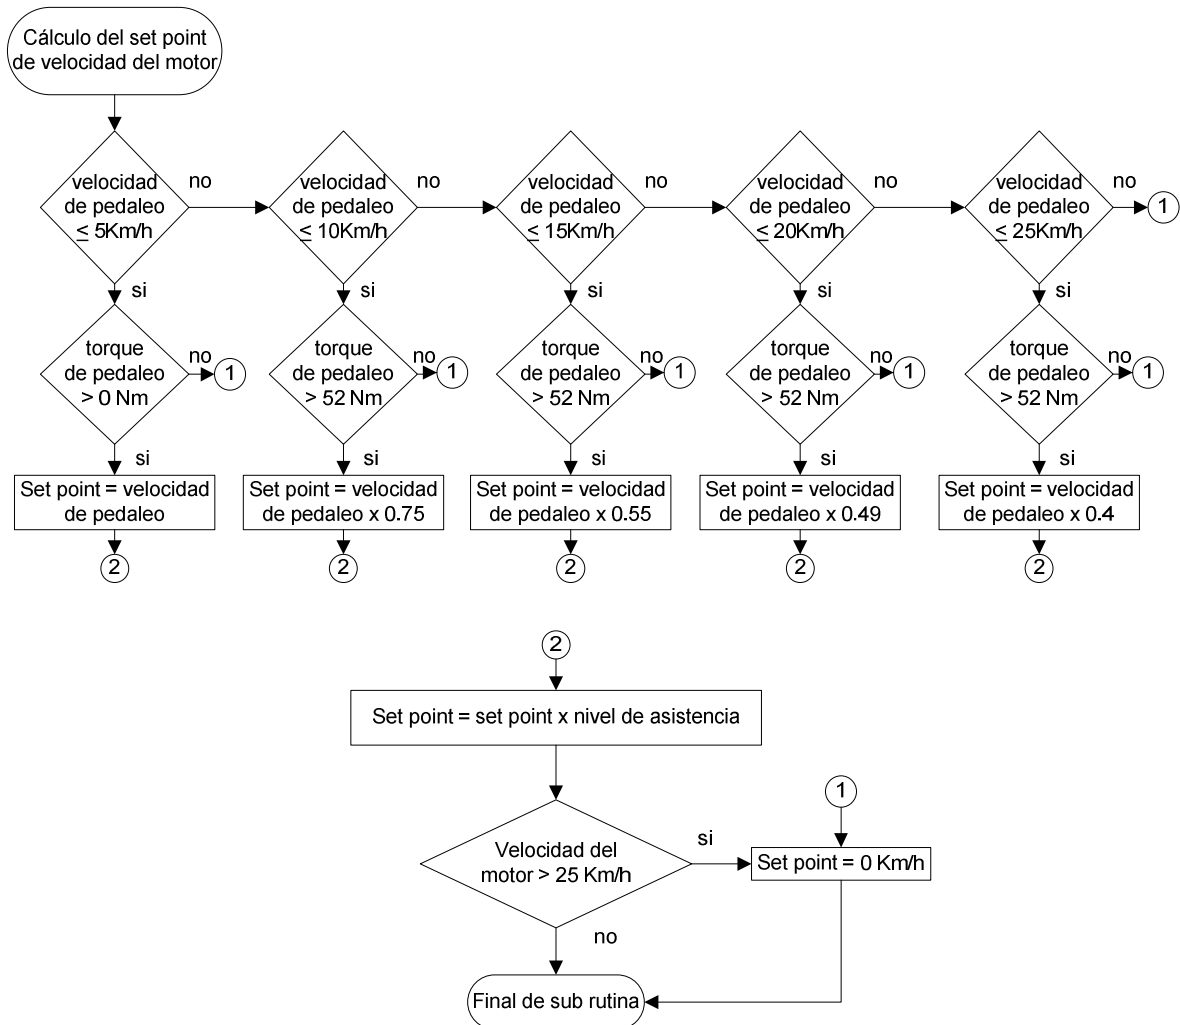 Cálculo del set point
de velocidad del motor
velocidad
de pedaleo
≤ 5Km/h
no
velocidad
de pedaleo
≤ 10Km/h
no
velocidad
de pedaleo
≤ 15Km/h
no
velocidad
de pedaleo
≤ 20Km/h
no
velocidad
de pedaleo
≤ 25Km/h
no
1
si
si
si
si
si
torque
de pedaleo
> 0 Nm
no
1
torque
de pedaleo
> 52 Nm
no
1
torque
de pedaleo
> 52 Nm
no
1
torque
de pedaleo
> 52 Nm
no
1
torque
de pedaleo
> 52 Nm
no
1
si
si
si
si
si
Set point = velocidad
de pedaleo
Set point = velocidad
de pedaleo x 0.75
Set point = velocidad
de pedaleo x 0.55
Set point = velocidad
de pedaleo x 0.49
Set point = velocidad
de pedaleo x 0.4
2
2
2
2
2
2
Set point = set point x nivel de asistencia
1
Velocidad del
motor > 25 Km/h
si
Set point = 0 Km/h
no
Final de sub rutina